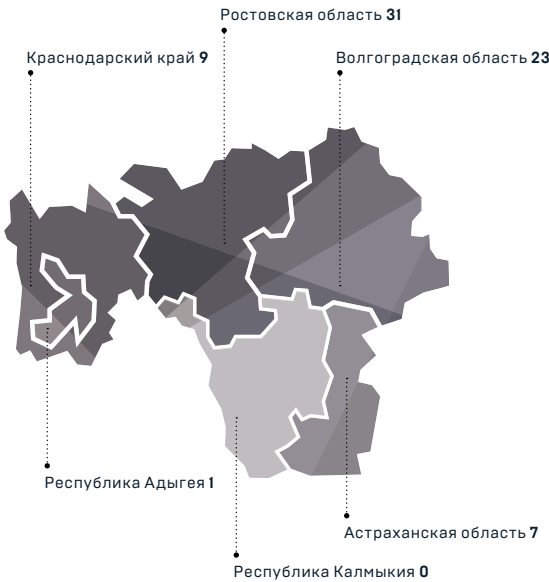 Ростовская область 31
Краснодарский край 9
Волгоградская область 23
Республика Адыгея 1
Астраханская область 7
Республика Калмыкия 0